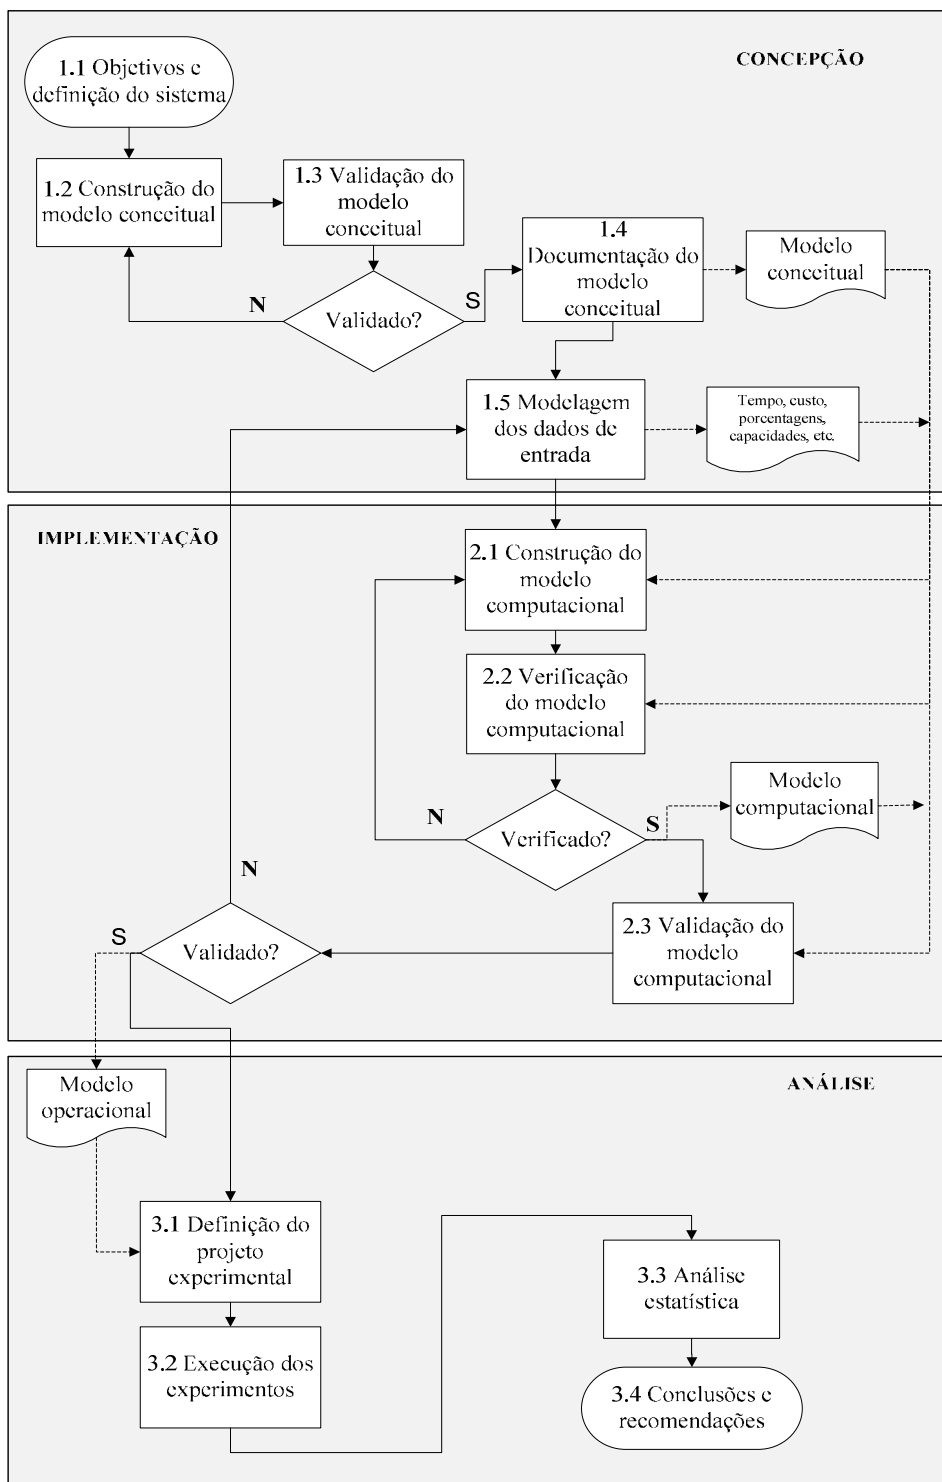 CONCEPÇÃO
1.1 Objetivos e
definição do sistema
1.2 Construção do
modelo conceitual
1.3 Validação do
modelo
conceitual
Validado?
N
S
1.4
Documentação do
modelo
conceitual
Modelo
conceitual
1.5 Modelagem
dos dados de
entrada
Tempo, custo,
porcentagens,
capacidades, etc.
IMPLEMENTAÇÃO
2.1 Construção do
modelo
computacional
2.2 Verificação
do modelo
computacional
Verificado?
N
S
Modelo
computacional
2.3 Validação do
modelo
computacional
Validado?
N
S
ANÁLISE
Modelo
operacional
3.1 Definição do
projeto
experimental
3.2 Execução dos
experimentos
3.3 Análise
estatística
3.4 Conclusões e
recomendações